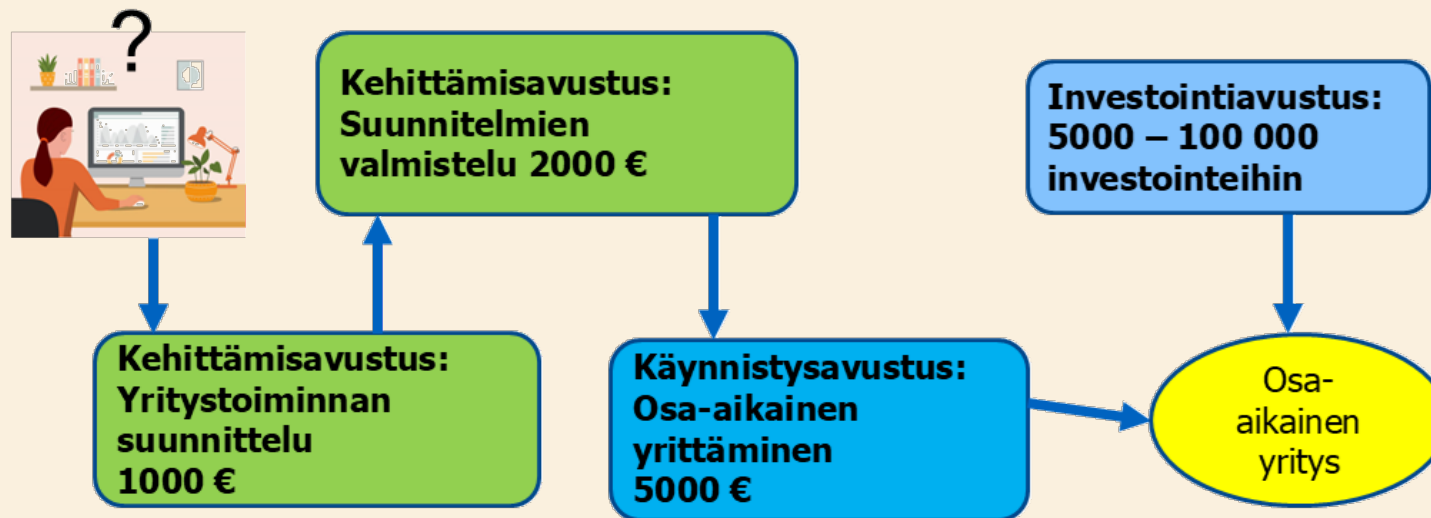 ?
Kehittämisavustus:
Suunnitelmien
valmistelu 2000 €
Investointiavustus:
5000 – 100 000
investointeihin
Kehittämisavustus:
Yritystoiminnan
suunnittelu
1000 €
Käynnistysavustus:
Osa-aikainen
yrittäminen
5000 €
Osa-
aikainen
yritys